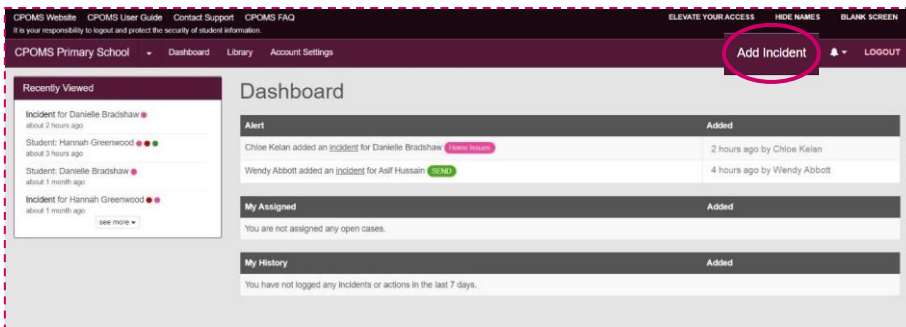 CPOMS Website CPOMS User Guide Contact Support CPOMS FAQ ELEVATE YOUR ACCESS HIDE NAMES BLANK SCREEN
It is your responsibility to logout and protect the security of student information.
CPOMS Primary School Dashboard Library Account Settings Add Incident LOGOUT
Recently Viewed
Incident for Danielle Bradshaw
about 2 hours ago
Student: Hannah Greenwood
about 3 hours ago
Student: Danielle Bradshaw
about 1 month ago
Incident for Hannah Greenwood
about 1 month ago
see more
Dashboard
Alert Added
Chloe Kelan added an incident for Danielle Bradshaw Home Issues 2 hours ago by Chloe Kelan
Wendy Abbott added an incident for Asif Hussain SEND 4 hours ago by Wendy Abbott
My Assigned Added
You are not assigned any open cases.
My History Added
You have not logged any incidents or actions in the last 7 days.